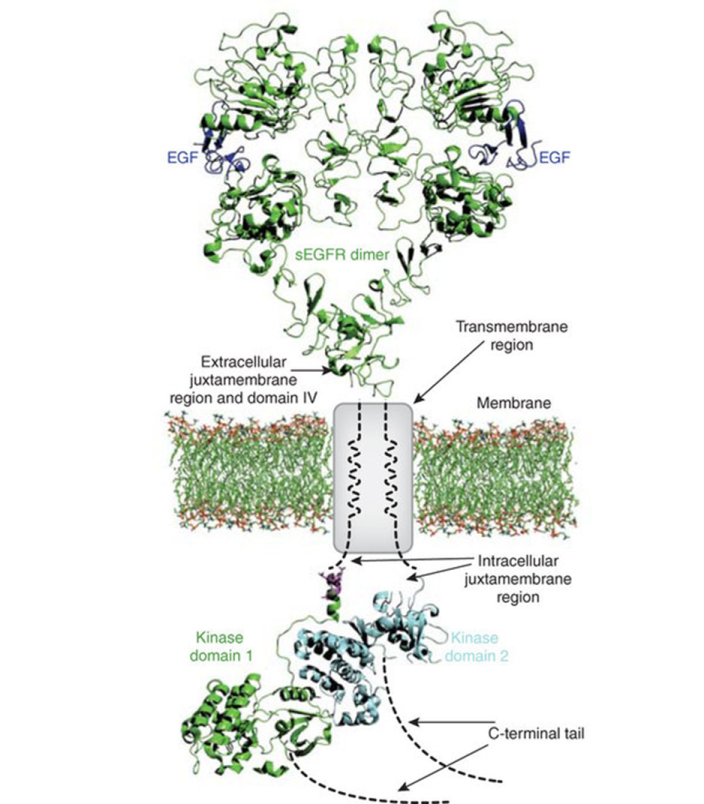 EGF
EGF
sEGFR dimer
Transmembrane
region
Extracellular
juxtamembrane
region and domain IV
Membrane
Intracellular
juxtamembrane
region
Kinase
domain 1
Kinase
domain 2
C-terminal tail